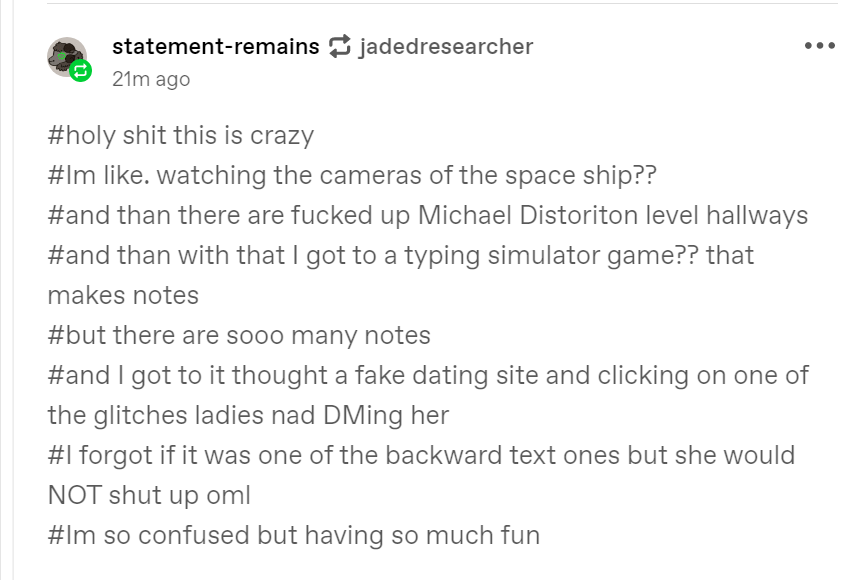 statement-remains jadedresearcher
21m ago
#holy shit this is crazy
#Im like. watching the cameras of the space ship??
#and than there are fucked up Michael Distoriton level hallways
#and than with that I got to a typing simulator game?? that
makes notes
#but there are sooo many notes
#and I got to it thought a fake dating site and clicking on one of
the glitches ladies nad DMing her
#I forgot if it was one of the backward text ones but she would
NOT shut up oml
#Im so confused but having so much fun